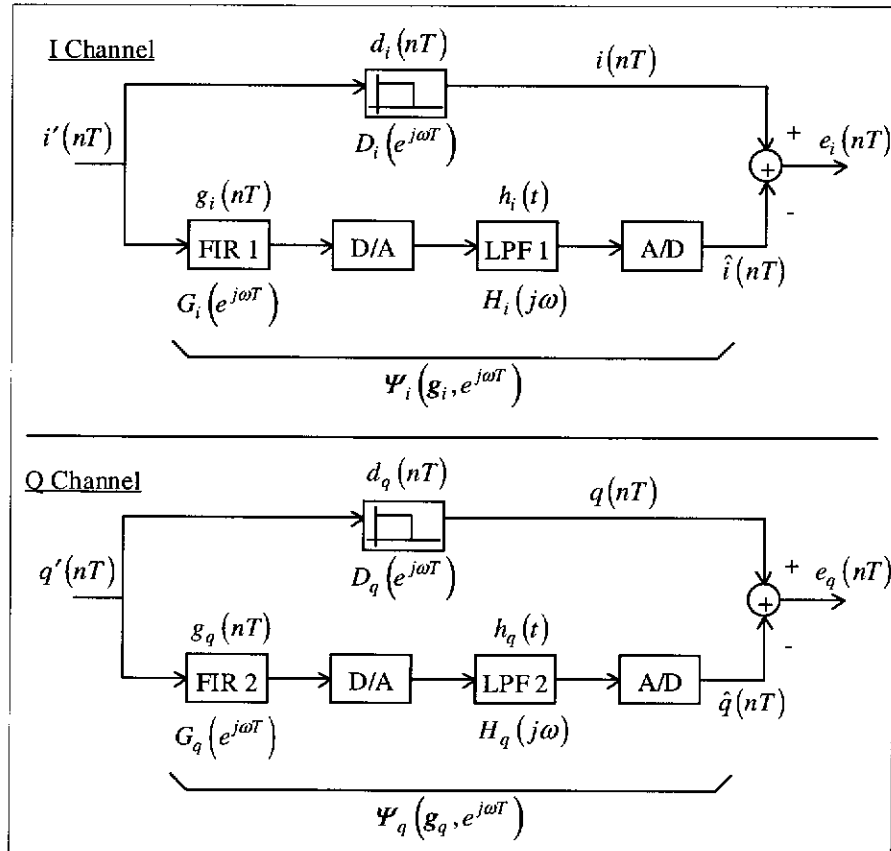 I Channel
d_i(nT)
i(nT)
i′(nT)
D_i(e^{jωT})
+
e_i(nT)
+
g_i(nT)
h_i(t)
-
FIR 1
D/A
LPF 1
A/D
î(nT)
G_i(e^{jωT})
H_i(jω)
Ψ_i(g_i, e^{jωT})
Q Channel
d_q(nT)
q(nT)
q′(nT)
D_q(e^{jωT})
+
e_q(nT)
+
g_q(nT)
h_q(t)
-
FIR 2
D/A
LPF 2
A/D
q̂(nT)
G_q(e^{jωT})
H_q(jω)
Ψ_q(g_q, e^{jωT})